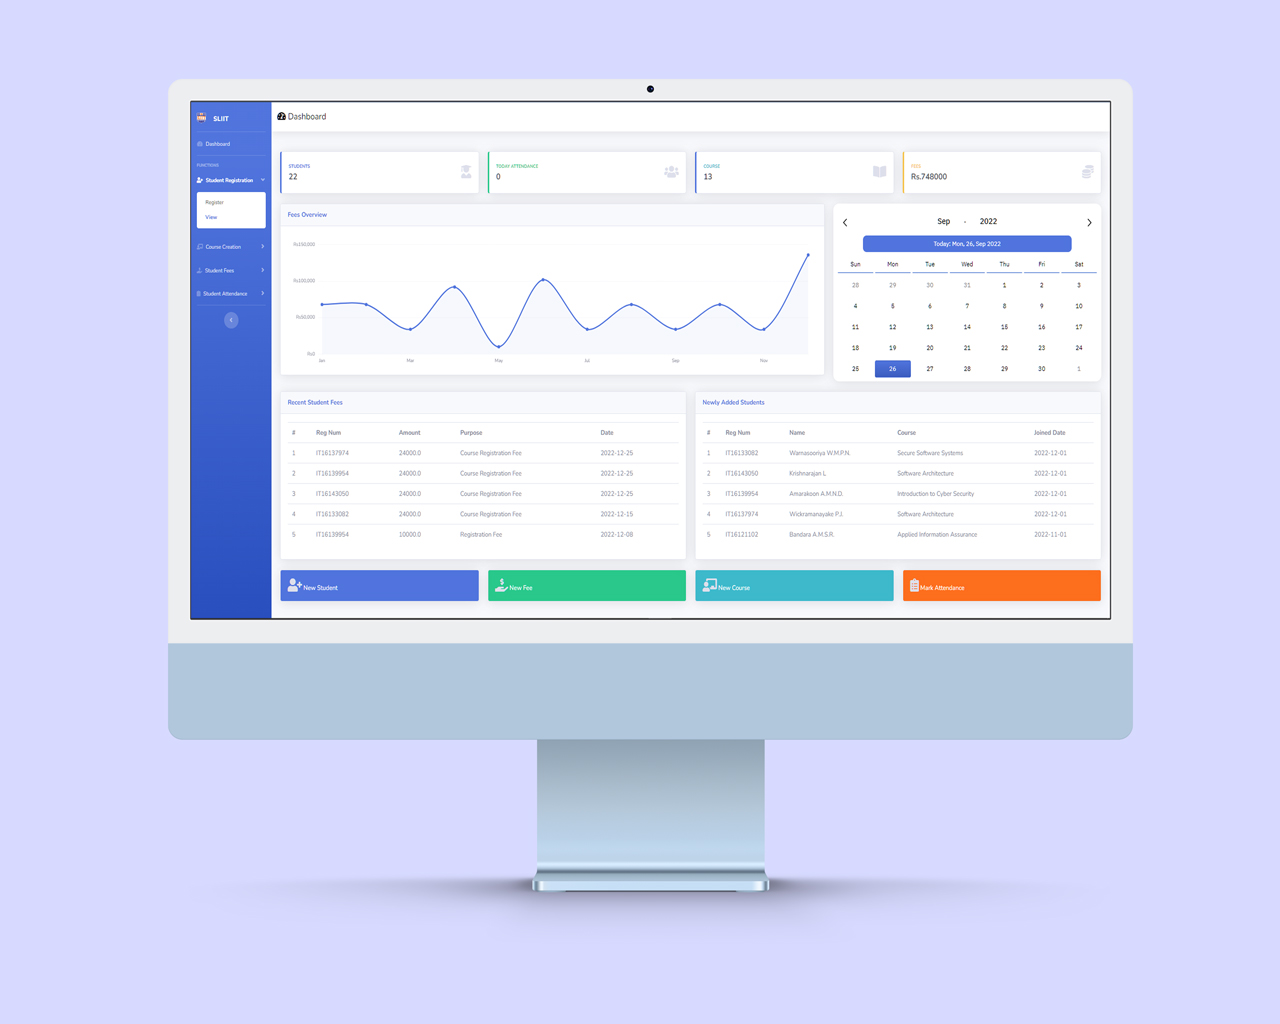 SLIIT
Dashboard
FUNCTIONS
Student Registration
Register
View
Course Creation
Student Fees
Student Attendance
Dashboard
STUDENTS
22
TODAY ATTENDANCE
0
COURSE
13
FEES
Rs.748000
Fees Overview
Rs150,000
Rs100,000
Rs50,000
Rs0
Jan Mar May Jul Sep Nov
Sep - 2022
Today: Mon, 26, Sep 2022
Sun Mon Tue Wed Thu Fri Sat
28 29 30 31 1 2 3
4 5 6 7 8 9 10
11 12 13 14 15 16 17
18 19 20 21 22 23 24
25 26 27 28 29 30 1
Recent Student Fees
# Reg Num Amount Purpose Date
1 IT16137974 24000.0 Course Registration Fee 2022-12-25
2 IT16139954 24000.0 Course Registration Fee 2022-12-25
3 IT16143050 24000.0 Course Registration Fee 2022-12-25
4 IT16133082 24000.0 Course Registration Fee 2022-12-15
5 IT16139954 10000.0 Registration Fee 2022-12-08
Newly Added Students
# Reg Num Name Course Joined Date
1 IT16133082 Warnasooriya W.M.P.N. Secure Software Systems 2022-12-01
2 IT16143050 Krishnarajan L Software Architecture 2022-12-01
3 IT16139954 Amarakoon A.M.N.D. Introduction to Cyber Security 2022-12-01
4 IT16137974 Wickramanayake P.J. Software Architecture 2022-12-01
5 IT16121102 Bandara A.M.S.R. Applied Information Assurance 2022-11-01
New Student
New Fee
New Course
Mark Attendance